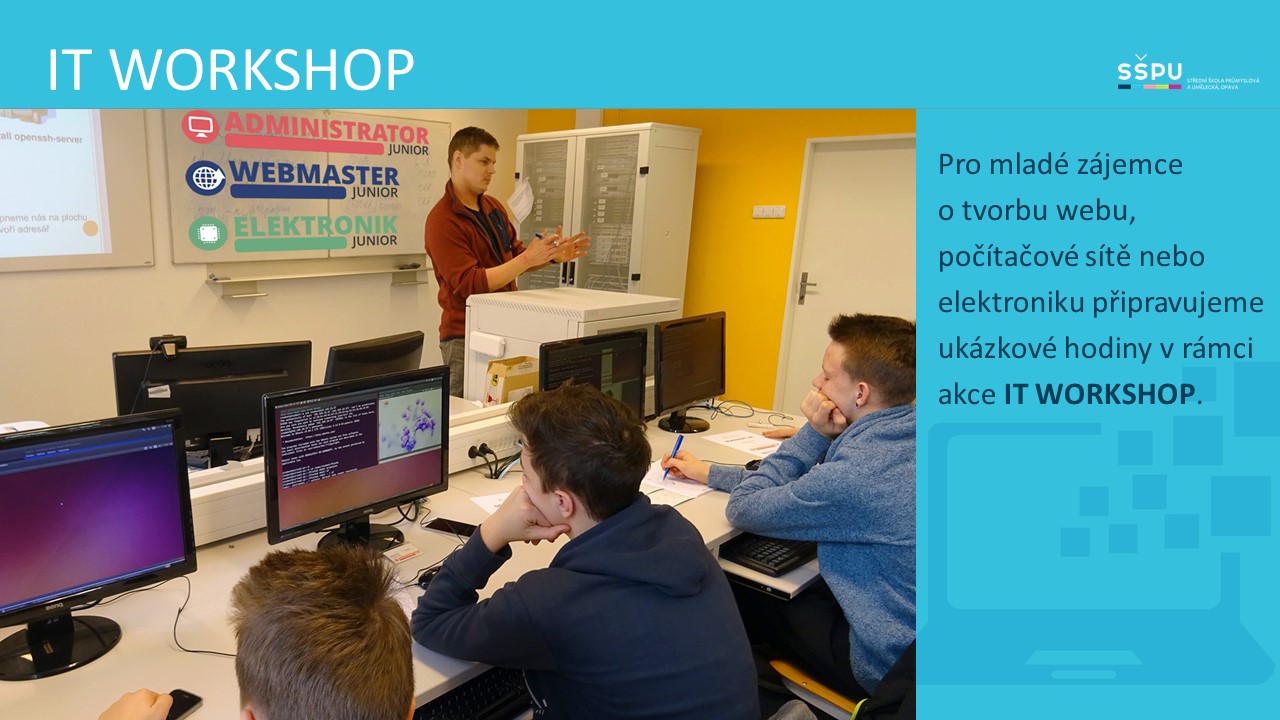 IT WORKSHOP
SŠPU
STŘEDNÍ ŠKOLA PRŮMYSLOVÁ
A UMĚLECKÁ, OPAVA
all openssh-server
pneme nás na plochu
voří adresář
ADMINISTRATOR
JUNIOR
WEBMASTER
JUNIOR
ELEKTRONIK
JUNIOR
Pro mladé zájemce
o tvorbu webu,
počítačové sítě nebo
elektroniku připravujeme
ukázkové hodiny v rámci
akce IT WORKSHOP.
BenQ